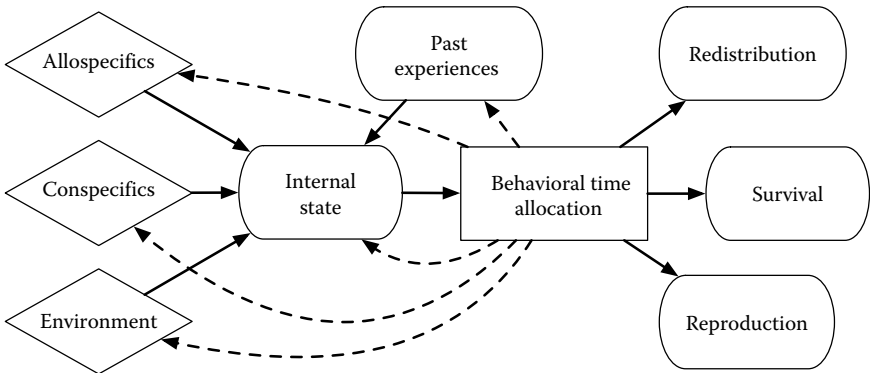 Allospecifics
Past
experiences
Redistribution
Conspecifics
Internal
state
Behavioral time
allocation
Survival
Environment
Reproduction